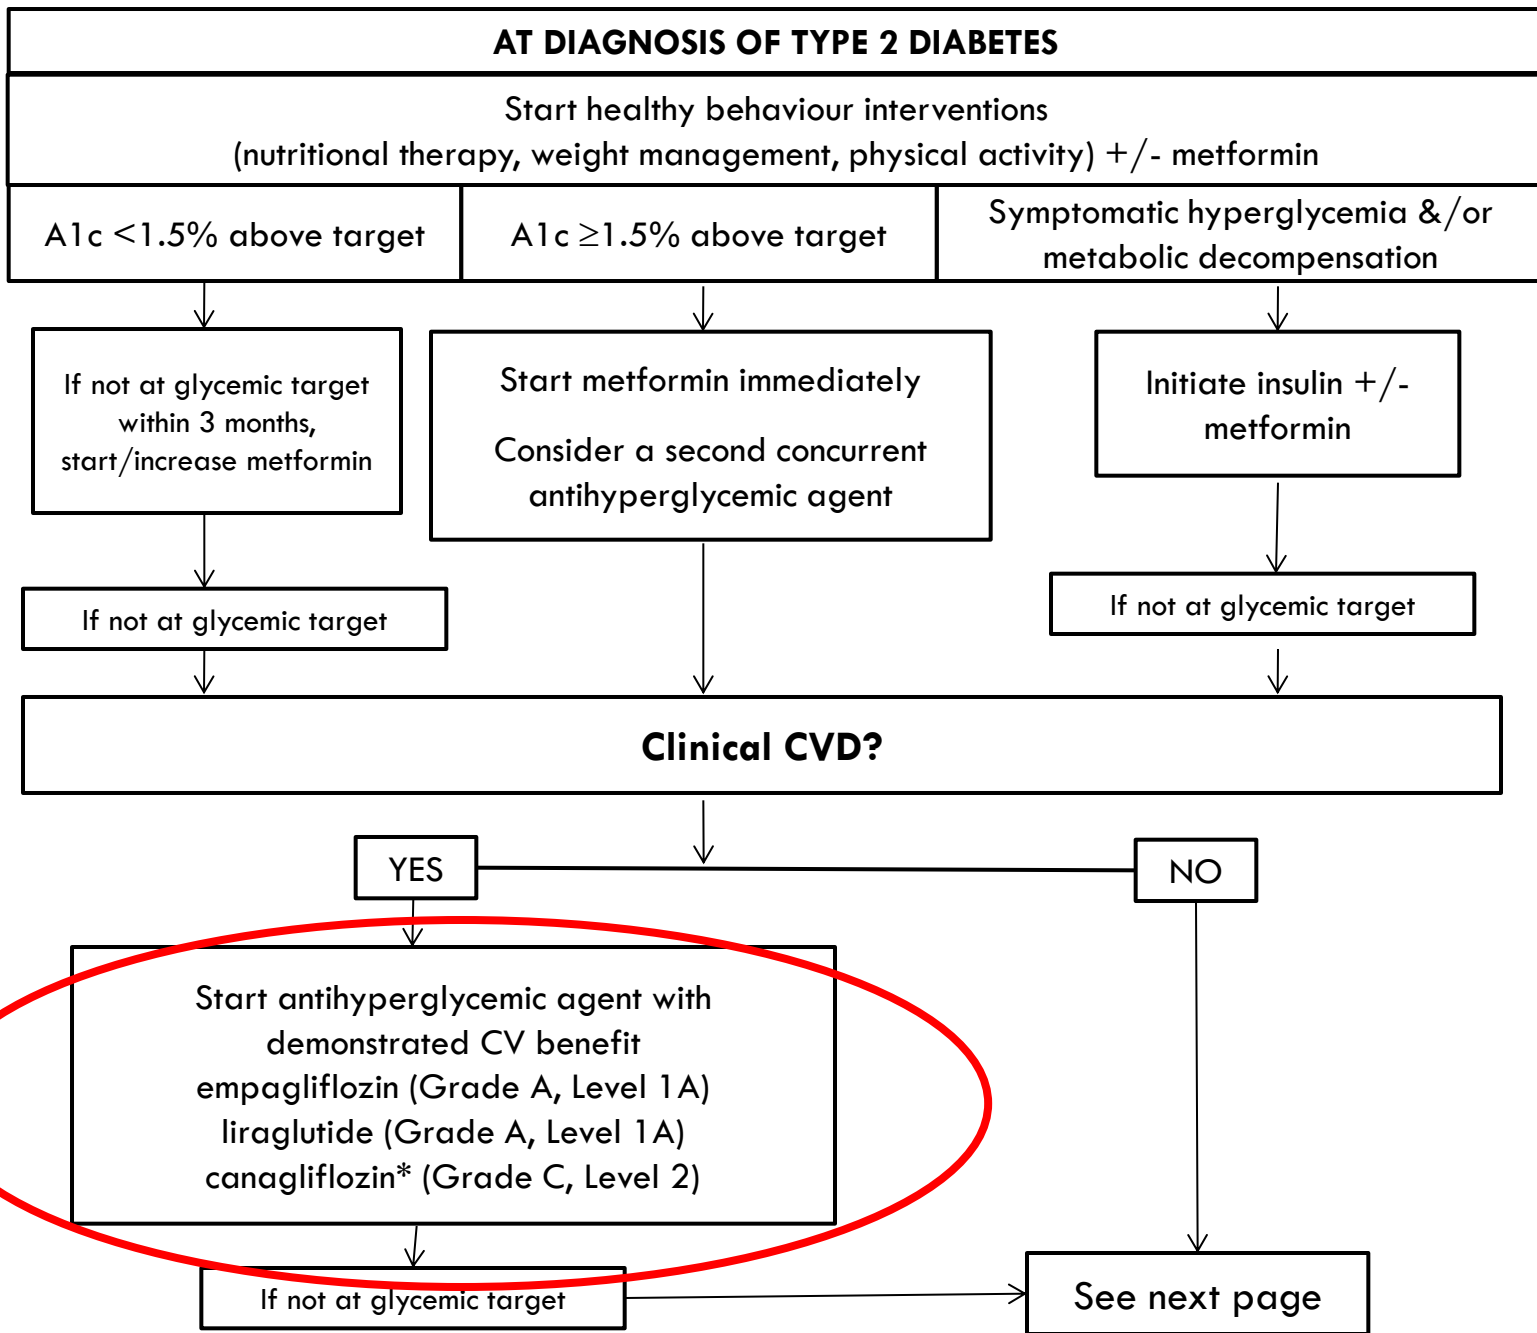 AT DIAGNOSIS OF TYPE 2 DIABETES
Start healthy behaviour interventions
(nutritional therapy, weight management, physical activity) +/- metformin
A1c <1.5% above target
A1c ≥1.5% above target
Symptomatic hyperglycemia &/or
metabolic decompensation
If not at glycemic target
within 3 months,
start/increase metformin
Start metformin immediately
Consider a second concurrent
antihyperglycemic agent
Initiate insulin +/-
metformin
If not at glycemic target
If not at glycemic target
Clinical CVD?
YES
NO
Start antihyperglycemic agent with
demonstrated CV benefit
empagliflozin (Grade A, Level 1A)
liraglutide (Grade A, Level 1A)
canagliflozin* (Grade C, Level 2)
If not at glycemic target
See next page